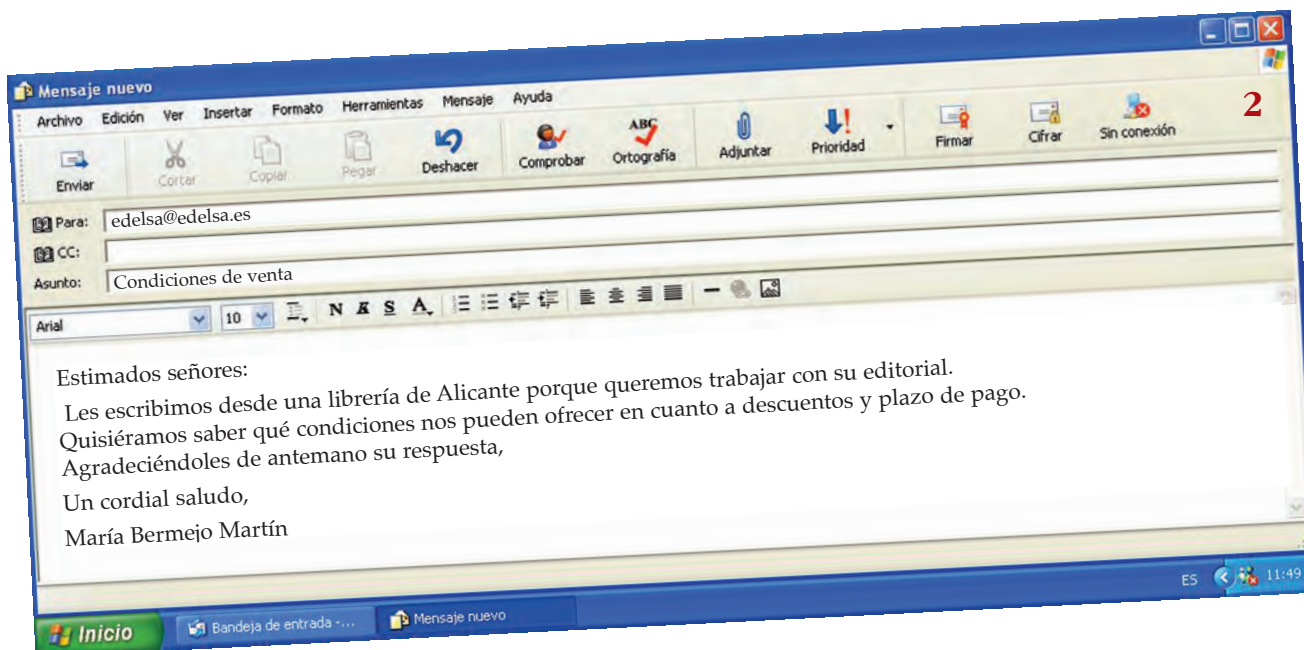 Mensaje nuevo
Archivo Edición Ver Insertar Formato Herramientas Mensaje Ayuda
2
Enviar Cortar Copiar Pegar Deshacer Comprobar Ortografía Adjuntar Prioridad Firmar Cifrar Sin conexión
ABC
Para: edelsa@edelsa.es
CC:
Asunto: Condiciones de venta
Arial 10 N K S A
Estimados señores:
Les escribimos desde una librería de Alicante porque queremos trabajar con su editorial.
Quisiéramos saber qué condiciones nos pueden ofrecer en cuanto a descuentos y plazo de pago.
Agradeciéndoles de antemano su respuesta,
Un cordial saludo,
María Bermejo Martín
ES 11:49
Inicio Bandeja de entrada -... Mensaje nuevo